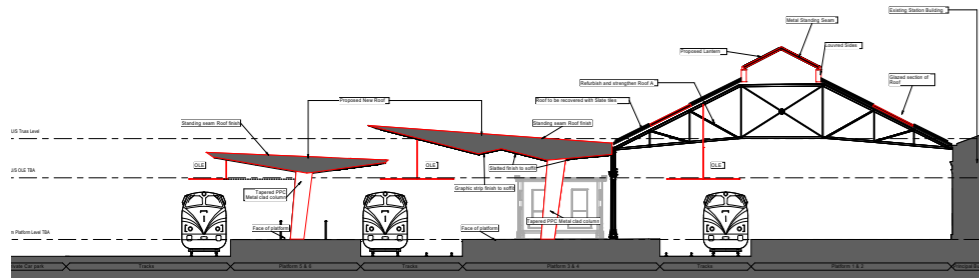 Existing Station Building
Metal Standing Seam
Proposed Lantern
Louvred Sides
Refurbish and strengthen Roof A
Glazed section of
Roof
Proposed New Roof
Roof to be recovered with Slate tiles
Standing seam Roof finish
Standing seam Roof finish
U/S Truss Level
OLE
OLE
OLE
Slatted finish to soffit
U/S OLE TBA
Graphic strip finish to soffit
Tapered PPC
Metal clad column
Tapered PPC Metal clad column
Face of platform
Face of platform
Platform Level TBA
Car park
Tracks
Platform 5 & 6
Tracks
Platform 3 & 4
Tracks
Platform 1 & 2